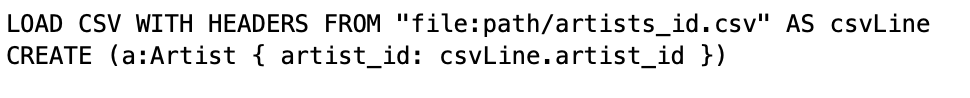 LOAD CSV WITH HEADERS FROM "file:path/artists_id.csv" AS csvLine
CREATE (a:Artist { artist_id: csvLine.artist_id })